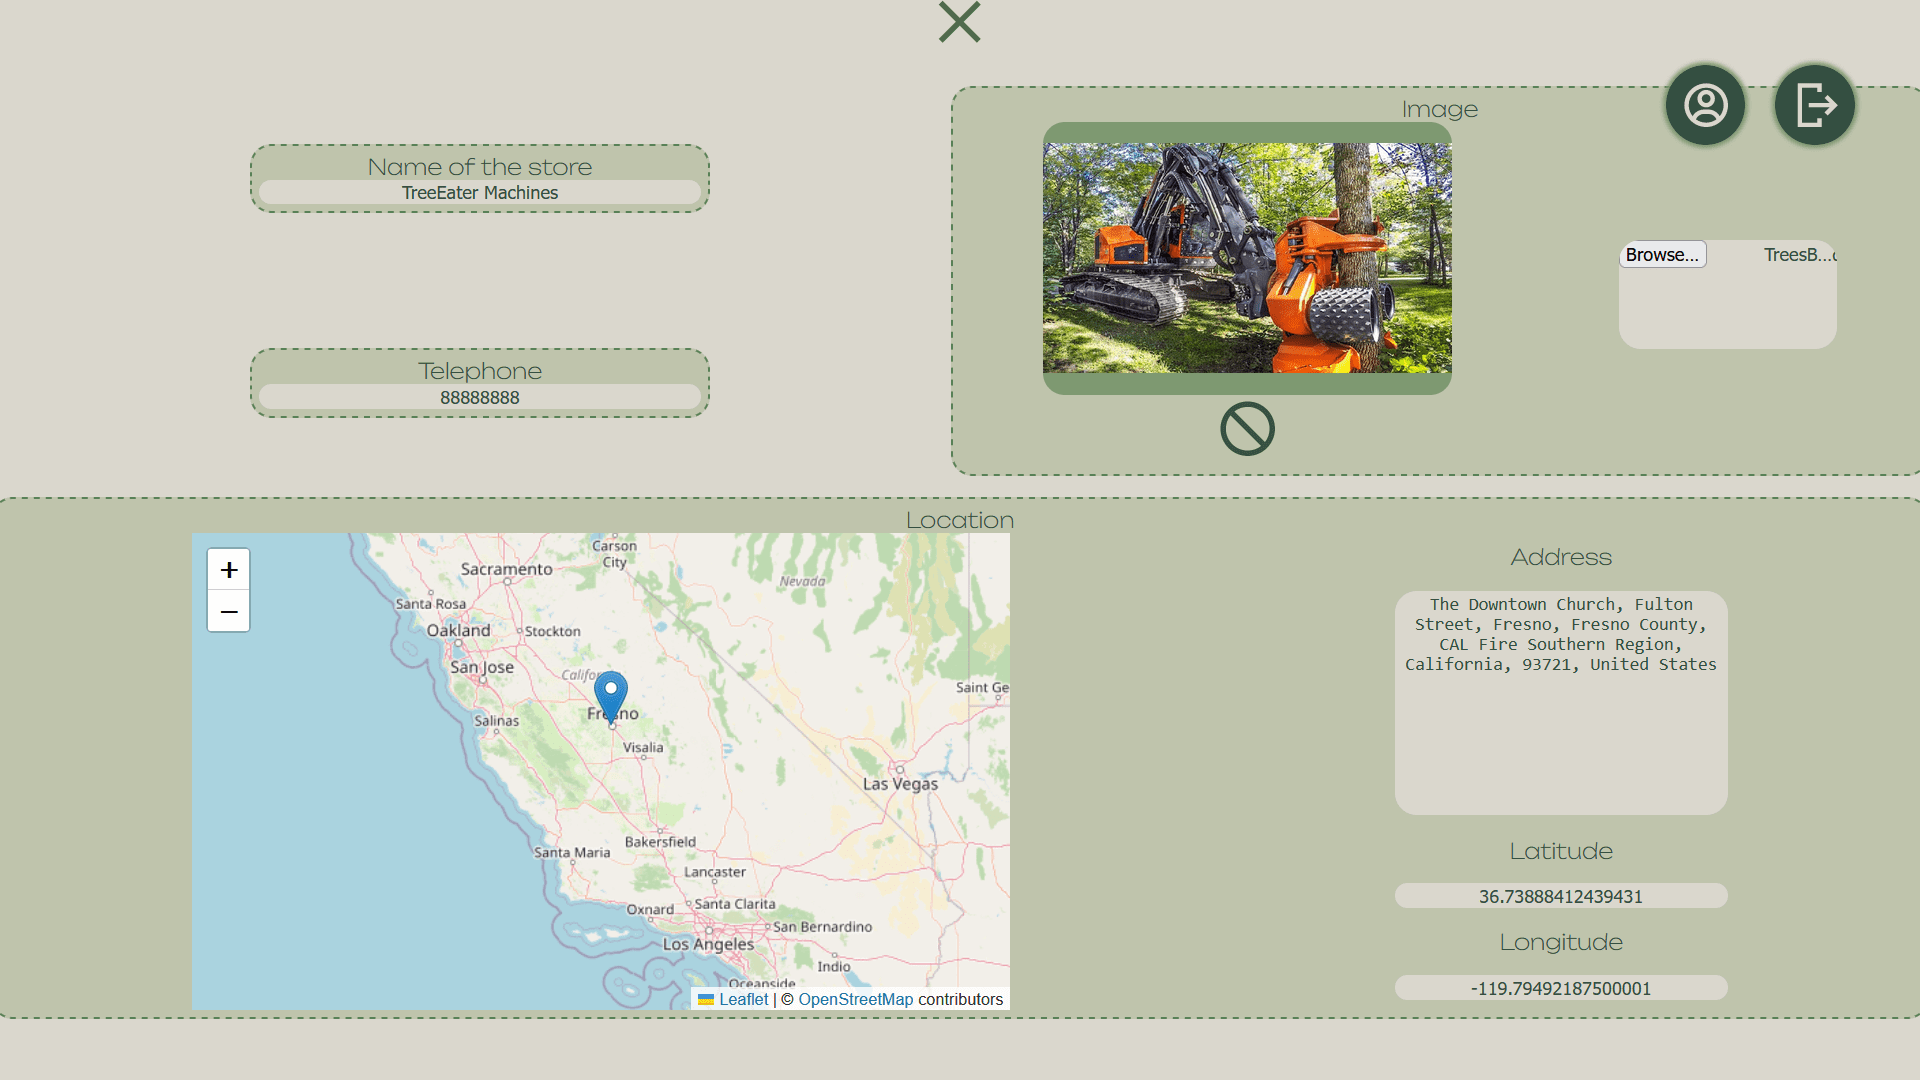 Name of the store
TreeEater Machines
Telephone
88888888
Image
Browse...
TreesB...
Location
+
−
Carson
City
Sacramento
Nevada
Santa Rosa
Oakland
Stockton
San Jose
Fresno
Salinas
Visalia
Las Vegas
Bakersfield
Santa Maria
Lancaster
Oxnard
Santa Clarita
San Bernardino
Los Angeles
Indio
Oceanside
Saint Ge
Leaflet | © OpenStreetMap contributors
Address
The Downtown Church, Fulton
Street, Fresno, Fresno County,
CAL Fire Southern Region,
California, 93721, United States
Latitude
36.73888412439431
Longitude
-119.79492187500001